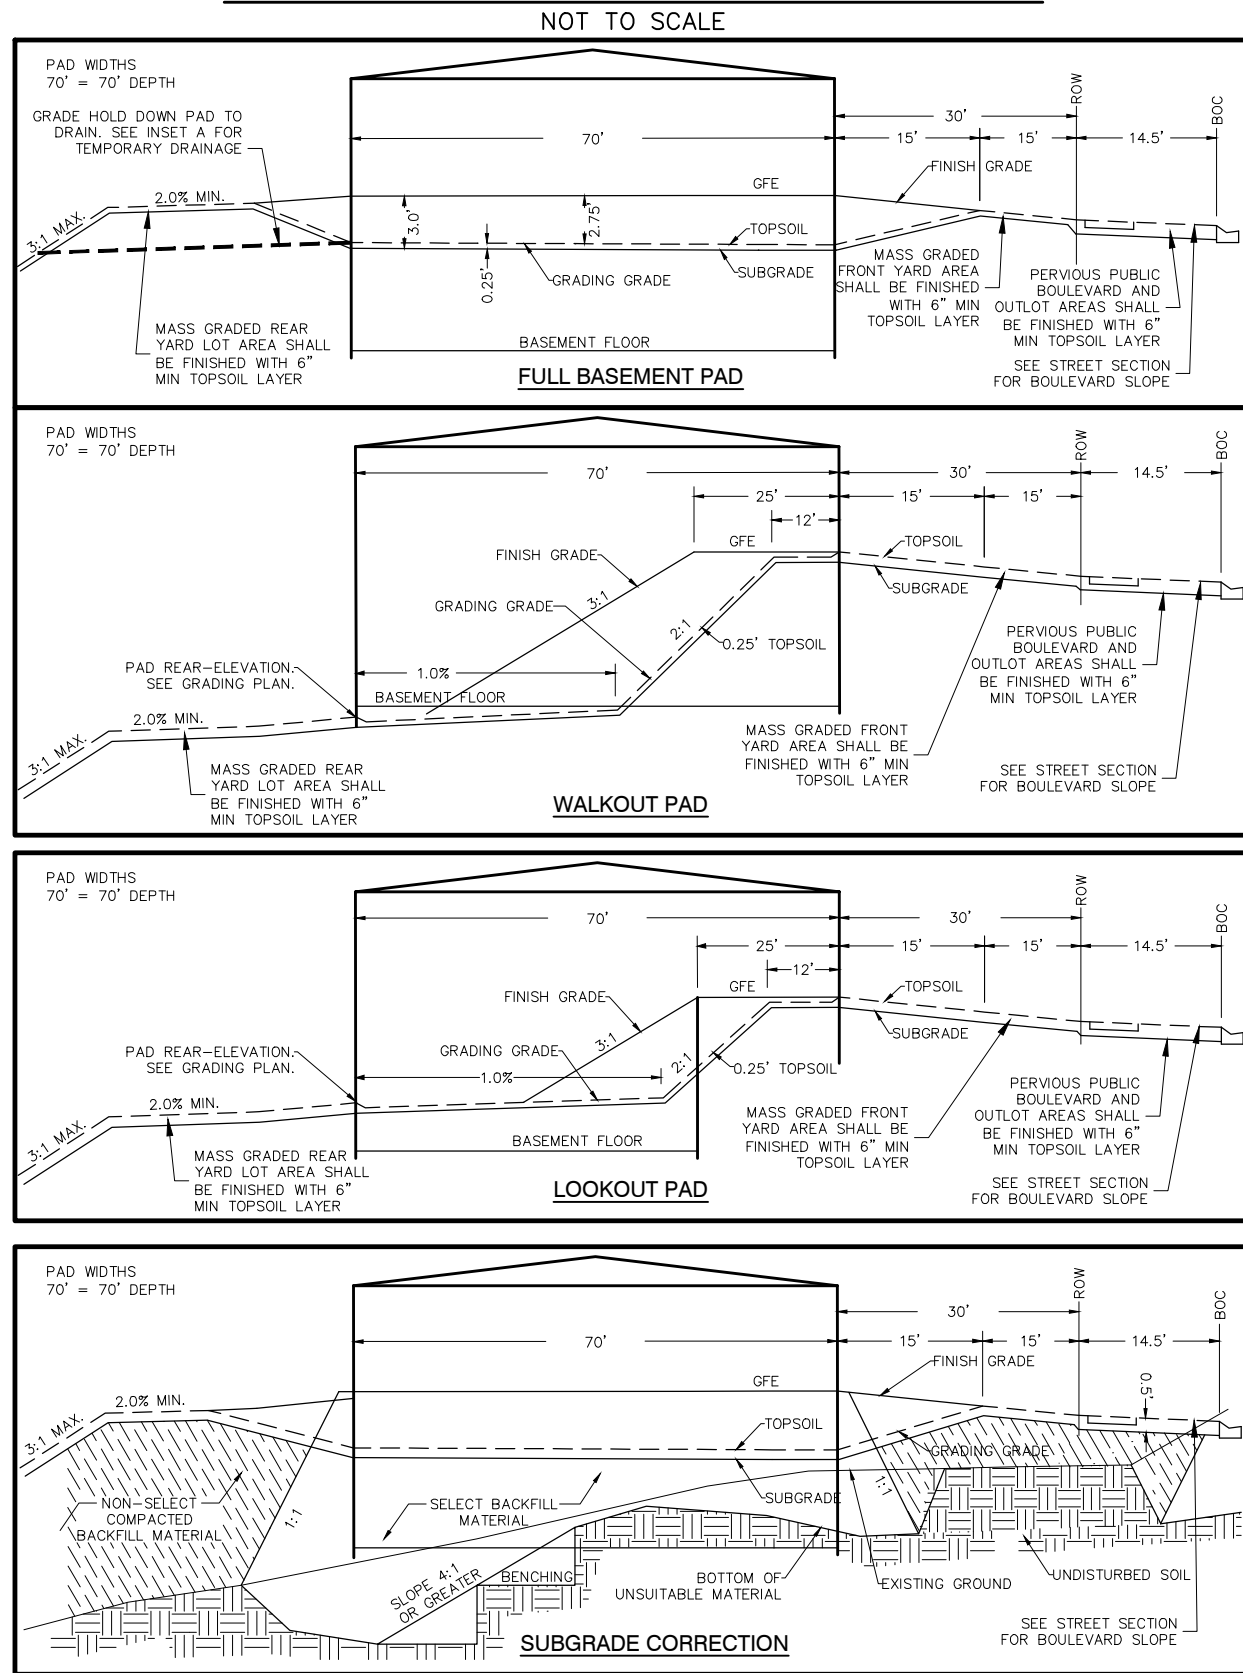 NOT TO SCALE
PAD WIDTHS
70' = 70' DEPTH
GRADE HOLD DOWN PAD TO
DRAIN. SEE INSET A FOR
TEMPORARY DRAINAGE
2.0% MIN.
3:1 MAX.
MASS GRADED REAR
YARD LOT AREA SHALL
BE FINISHED WITH 6"
MIN TOPSOIL LAYER
70'
GFE
3.0'
2.75'
0.25'
TOPSOIL
SUBGRADE
GRADING GRADE
BASEMENT FLOOR
30'
15'
15'
14.5'
ROW
BOC
FINISH GRADE
MASS GRADED
FRONT YARD AREA
SHALL BE FINISHED
WITH 6" MIN
TOPSOIL LAYER
PERVIOUS PUBLIC
BOULEVARD AND
OUTLOT AREAS SHALL
BE FINISHED WITH 6"
MIN TOPSOIL LAYER
SEE STREET SECTION
FOR BOULEVARD SLOPE
FULL BASEMENT PAD
PAD WIDTHS
70' = 70' DEPTH
70'
30'
14.5'
ROW
BOC
25'
15'
15'
12'
GFE
FINISH GRADE
TOPSOIL
SUBGRADE
GRADING GRADE
3:1
2:1
0.25' TOPSOIL
PAD REAR-ELEVATION.
SEE GRADING PLAN.
1.0%
BASEMENT FLOOR
2.0% MIN.
3:1 MAX.
MASS GRADED REAR
YARD LOT AREA SHALL
BE FINISHED WITH 6"
MIN TOPSOIL LAYER
MASS GRADED FRONT
YARD AREA SHALL BE
FINISHED WITH 6" MIN
TOPSOIL LAYER
PERVIOUS PUBLIC
BOULEVARD AND
OUTLOT AREAS SHALL
BE FINISHED WITH 6"
MIN TOPSOIL LAYER
SEE STREET SECTION
FOR BOULEVARD SLOPE
WALKOUT PAD
PAD WIDTHS
70' = 70' DEPTH
70'
30'
ROW
BOC
25'
15'
15'
14.5'
12'
GFE
FINISH GRADE
TOPSOIL
SUBGRADE
GRADING GRADE
3:1
2:1
0.25' TOPSOIL
PAD REAR-ELEVATION.
SEE GRADING PLAN.
1.0%
BASEMENT FLOOR
2.0% MIN.
3:1 MAX.
MASS GRADED REAR
YARD LOT AREA SHALL
BE FINISHED WITH 6"
MIN TOPSOIL LAYER
MASS GRADED FRONT
YARD AREA SHALL BE
FINISHED WITH 6" MIN
TOPSOIL LAYER
PERVIOUS PUBLIC
BOULEVARD AND
OUTLOT AREAS SHALL
BE FINISHED WITH 6"
MIN TOPSOIL LAYER
SEE STREET SECTION
FOR BOULEVARD SLOPE
LOOKOUT PAD
PAD WIDTHS
70' = 70' DEPTH
70'
30'
15'
15'
14.5'
ROW
BOC
FINISH GRADE
0.5'
GFE
2.0% MIN.
3:1 MAX.
TOPSOIL
GRADING GRADE
SUBGRADE
NON-SELECT
COMPACTED
BACKFILL MATERIAL
1:1
SELECT BACKFILL
MATERIAL
1:1
SLOPE 4:1
OR GREATER
BENCHING
BOTTOM OF
UNSUITABLE MATERIAL
EXISTING GROUND
UNDISTURBED SOIL
SEE STREET SECTION
FOR BOULEVARD SLOPE
SUBGRADE CORRECTION